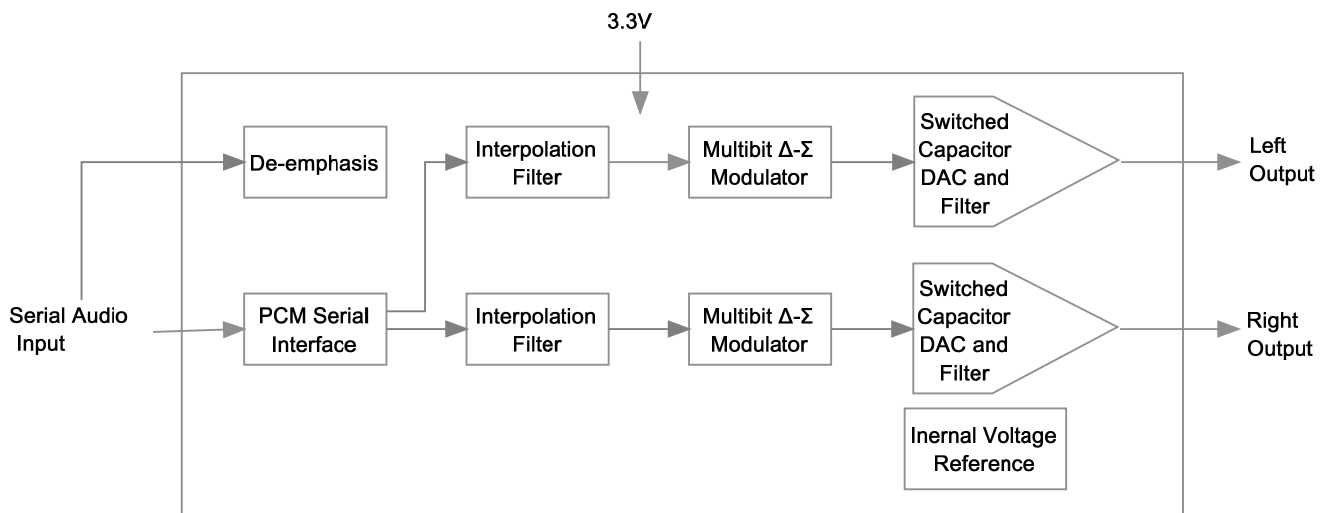 3.3V
De-emphasis
Interpolation
Filter
Multibit Δ-Σ
Modulator
Switched
Capacitor
DAC and
Filter
Left
Output
Serial Audio
Input
PCM Serial
Interface
Interpolation
Filter
Multibit Δ-Σ
Modulator
Switched
Capacitor
DAC and
Filter
Right
Output
Inernal Voltage
Reference